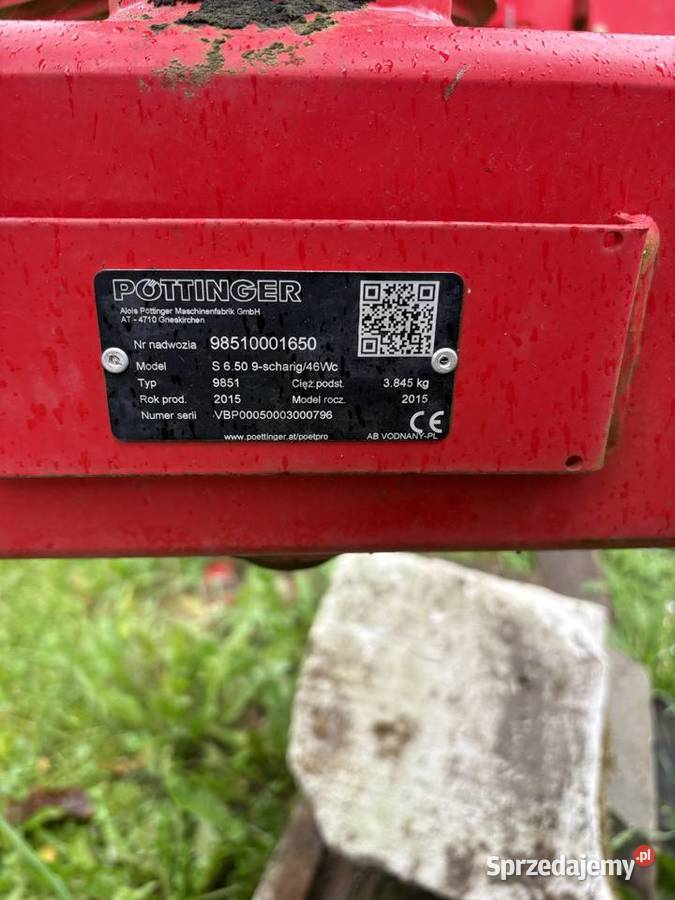 PÖTTINGER
Alois Pöttinger Maschinenfabrik GmbH
AT - 4710 Grieskirchen
Nr nadwozia 98510001650
Model S 6.50 9-scharig/46Wc
Typ 9851 Cięż.podst. 3.845 kg
Rok prod. 2015 Model rocz. 2015
Numer serii VBP00050003000796
CE
www.poettinger.at/poetpro AB VODNANY-PL
Sprzedajemy.pl